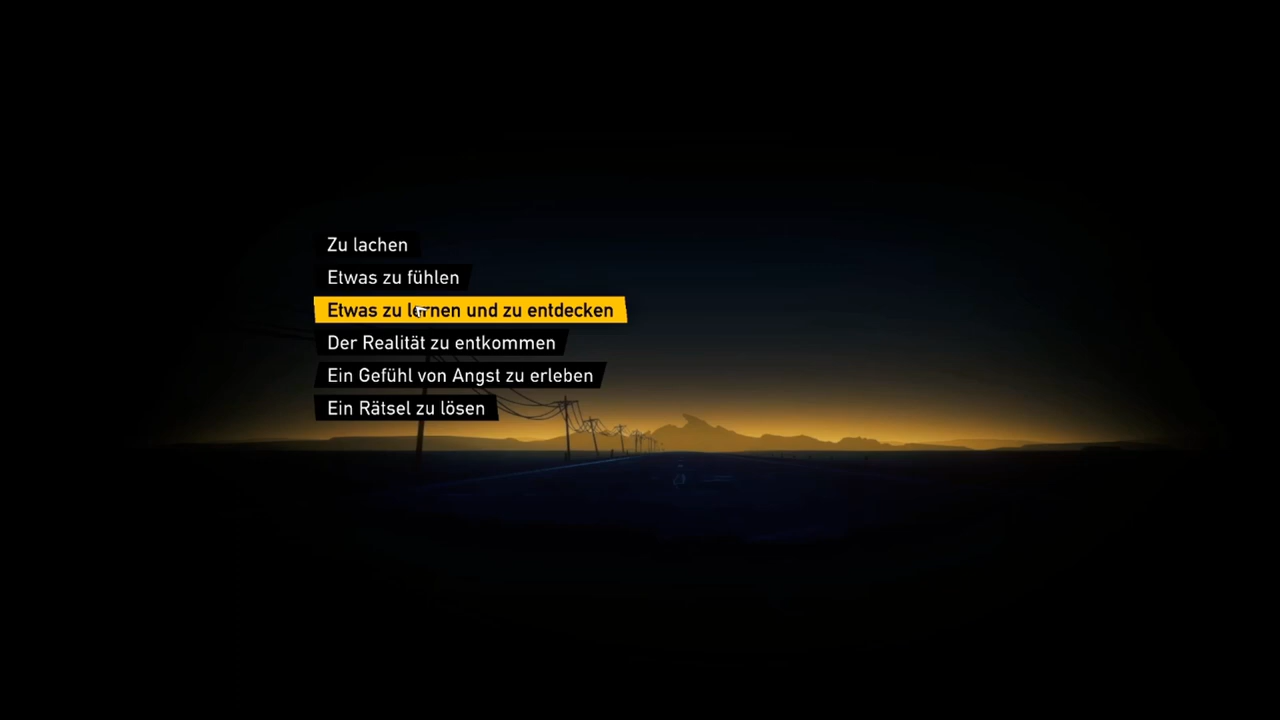 Zu lachen
Etwas zu fühlen
Etwas zu lernen und zu entdecken
Der Realität zu entkommen
Ein Gefühl von Angst zu erleben
Ein Rätsel zu lösen